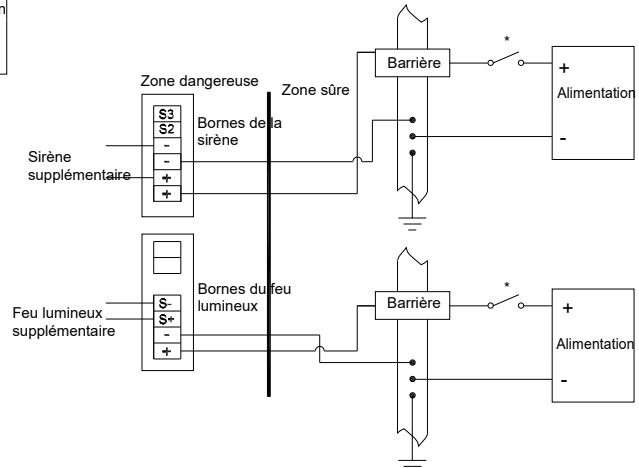 n
Zone dangereuse
Zone sûre
S3
S2
-
-
+
+
Bornes de la
sirène
Sirène
supplémentaire
Barrière
*
+
Alimentation
-
S-
S+
-
+
Bornes du feu
lumineux
Feu lumineux
supplémentaire
Barrière
*
+
Alimentation
-